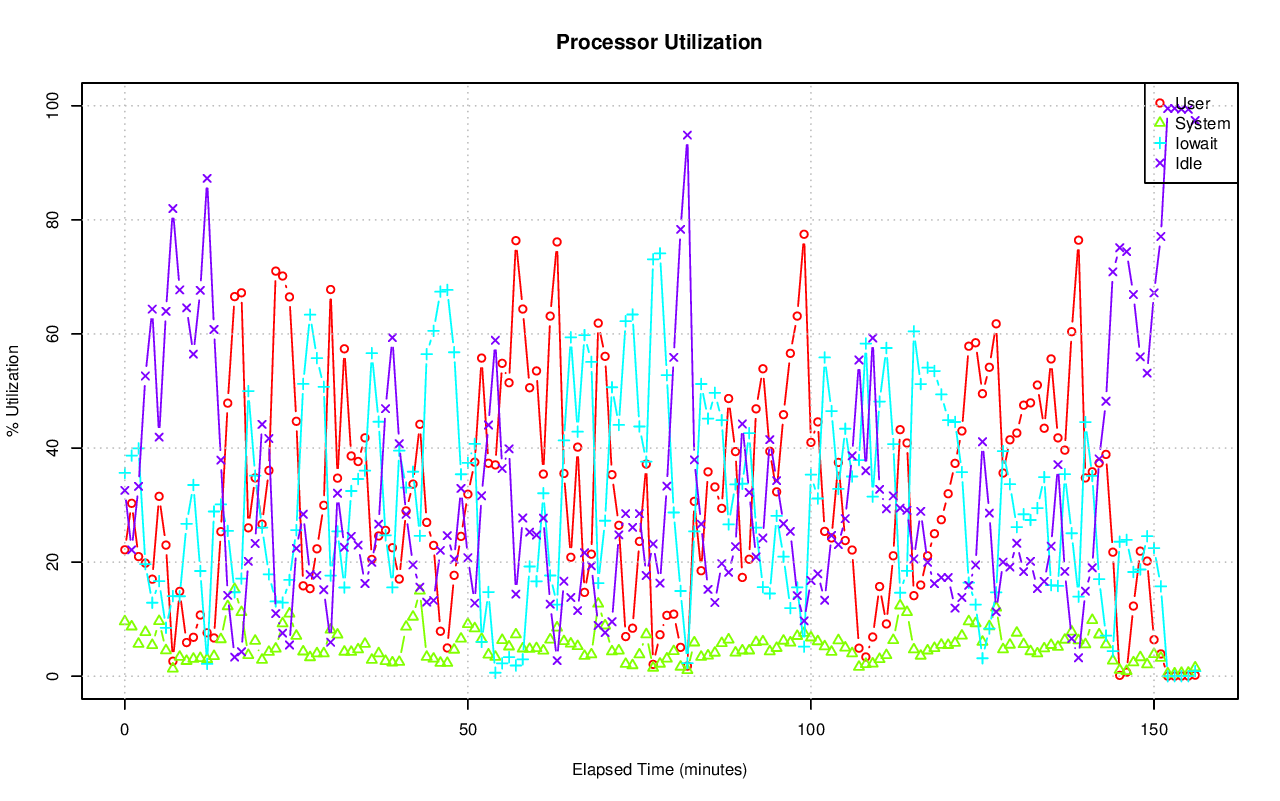 Processor Utilization
% Utilization
100
80
60
40
20
0
User
System
Iowait
Idle
0
50
100
150
Elapsed Time (minutes)